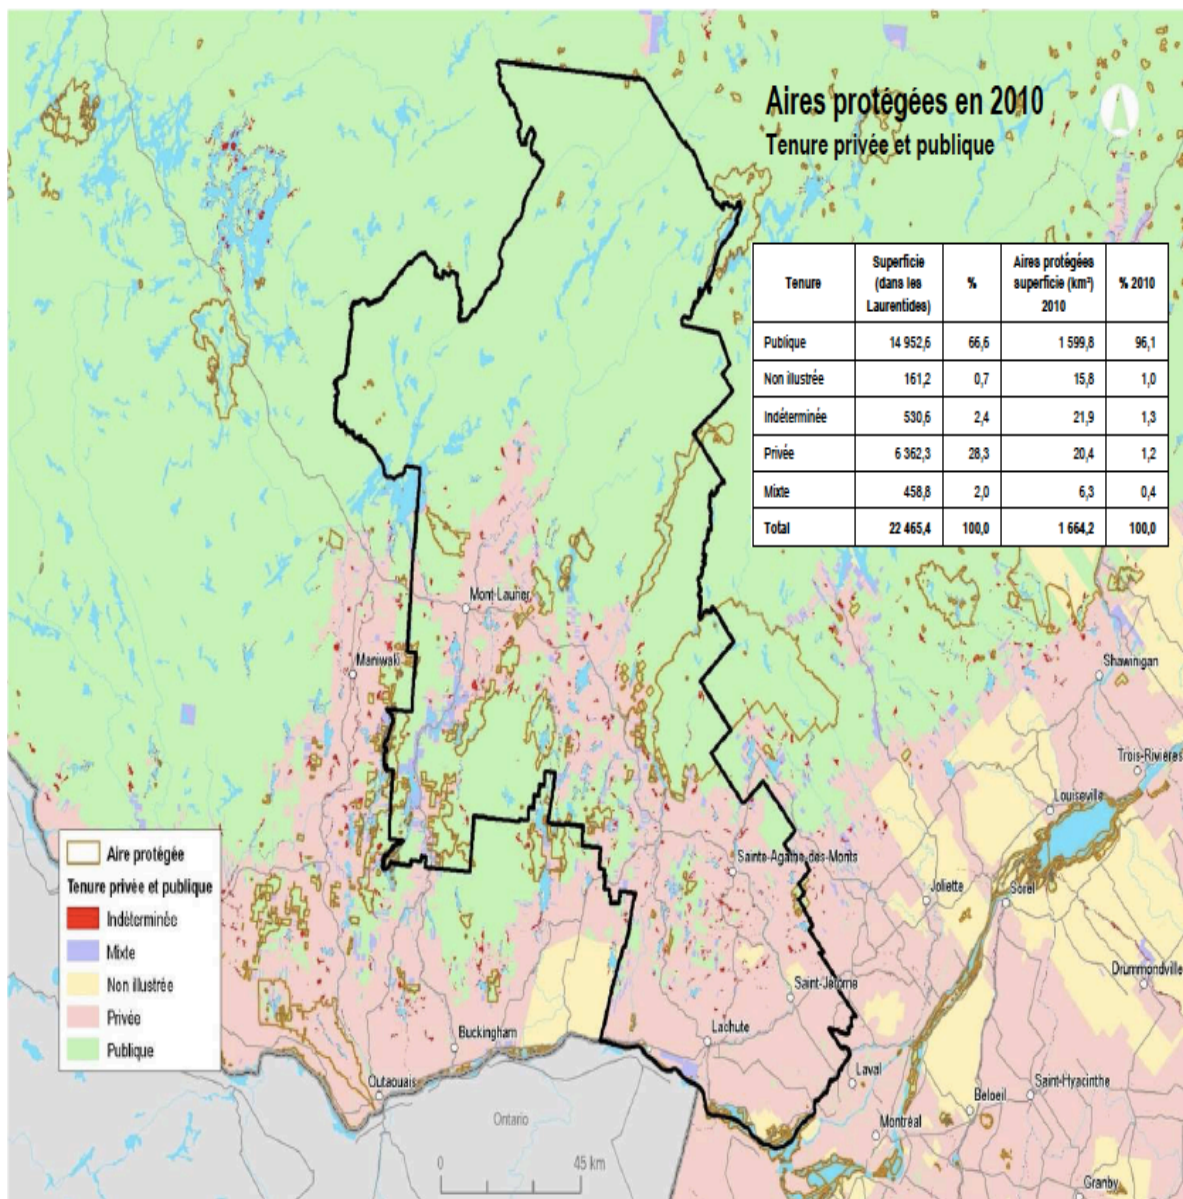 Aires protégées en 2010
Tenure privée et publique
Tenure Superficie (dans les Laurentides) % Aires protégées superficie (km²) 2010 % 2010
Publique 14 952,6 66,6 1 599,8 96,1
Non illustrée 161,2 0,7 15,8 1,0
Indéterminée 530,6 2,4 21,9 1,3
Privée 6 362,3 28,3 20,4 1,2
Mixte 458,8 2,0 6,3 0,4
Total 22 465,4 100,0 1 664,2 100,0
Mont-Laurier
Maniwaki
Shawinigan
Trois-Rivières
Louiseville
Sainte-Agathe-des-Monts
Joliette
Sorel
Drummondville
Saint-Jérôme
Lachute
Buckingham
Laval
Outaouais
Saint-Hyacinthe
Beloeil
Ontario
Montréal
Granby
Aire protégée
Tenure privée et publique
Indéterminée
Mixte
Non illustrée
Privée
Publique
0 45 km